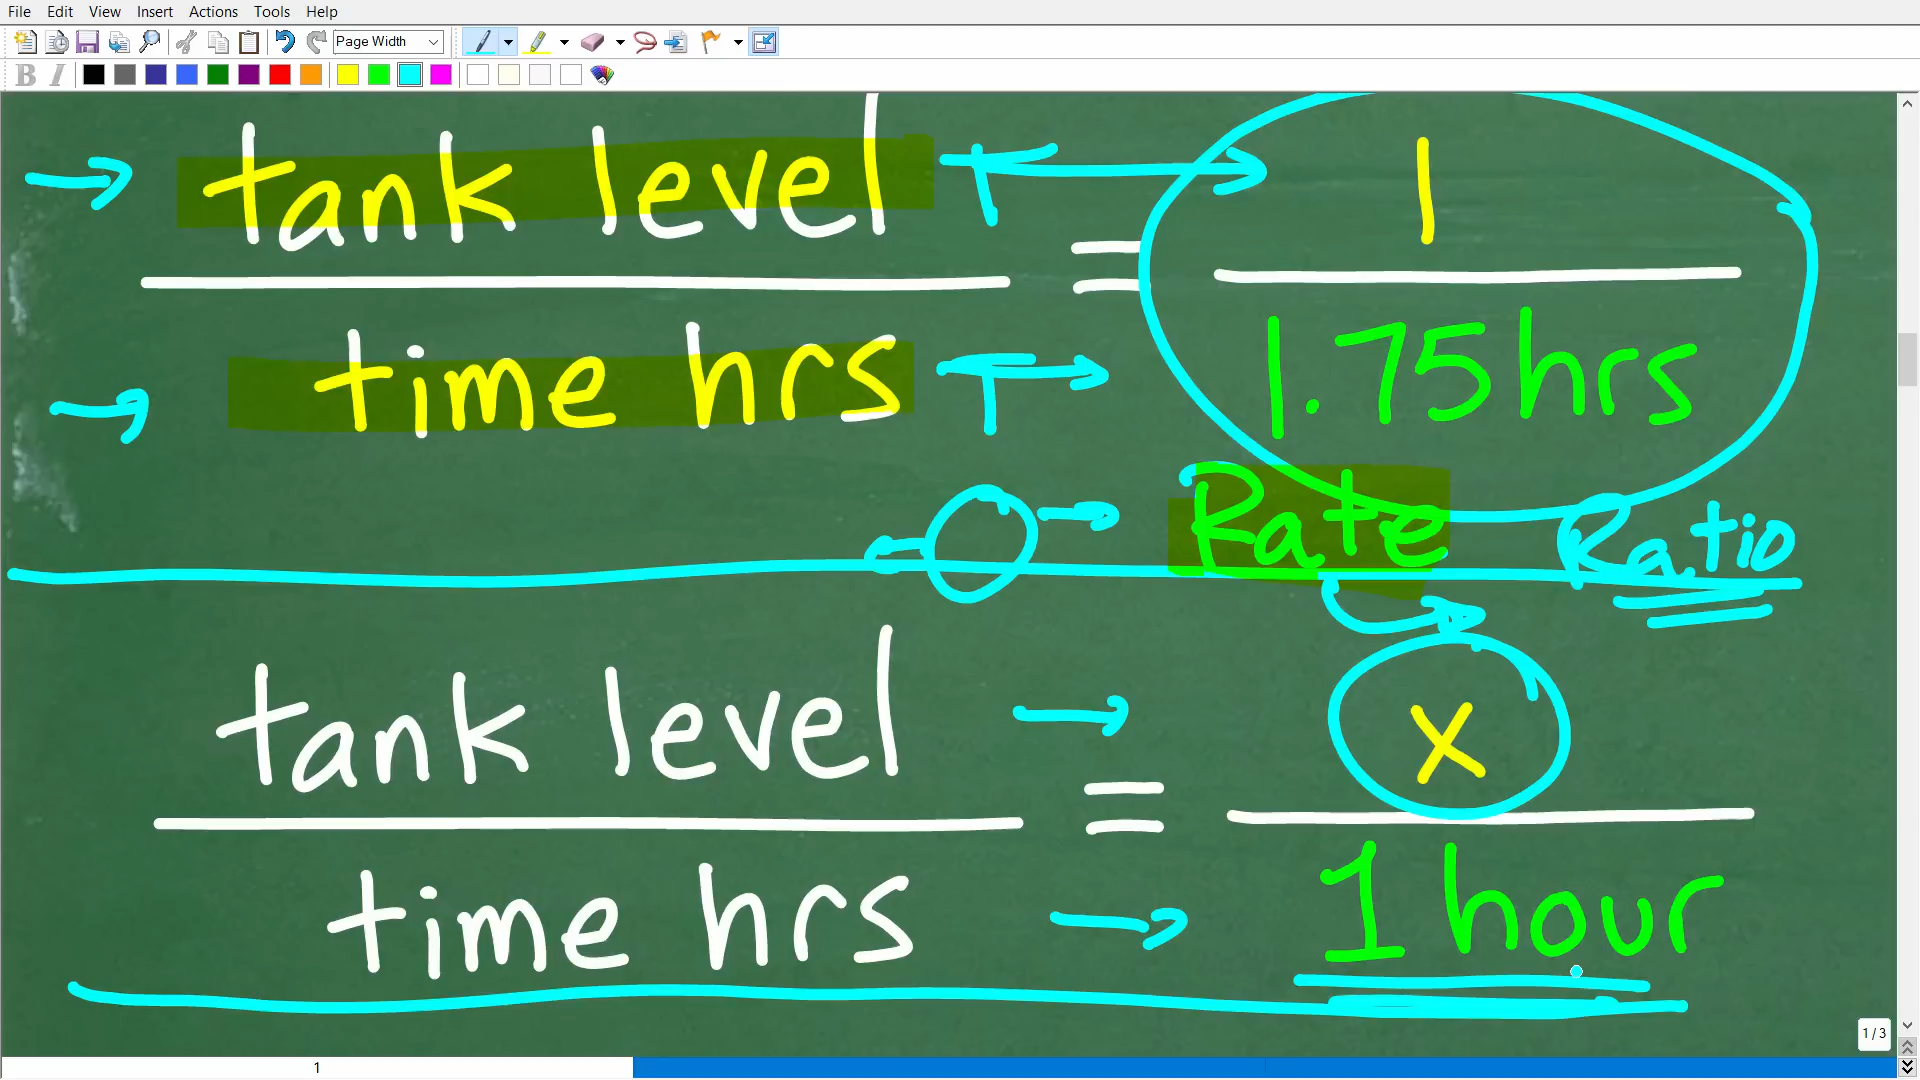 File Edit View Insert Actions Tools Help
Page Width
B I
tank level = 1
time hrs 1.75 hrs
Rate Ratio
tank level = x
time hrs 1 hour
1 / 3
1